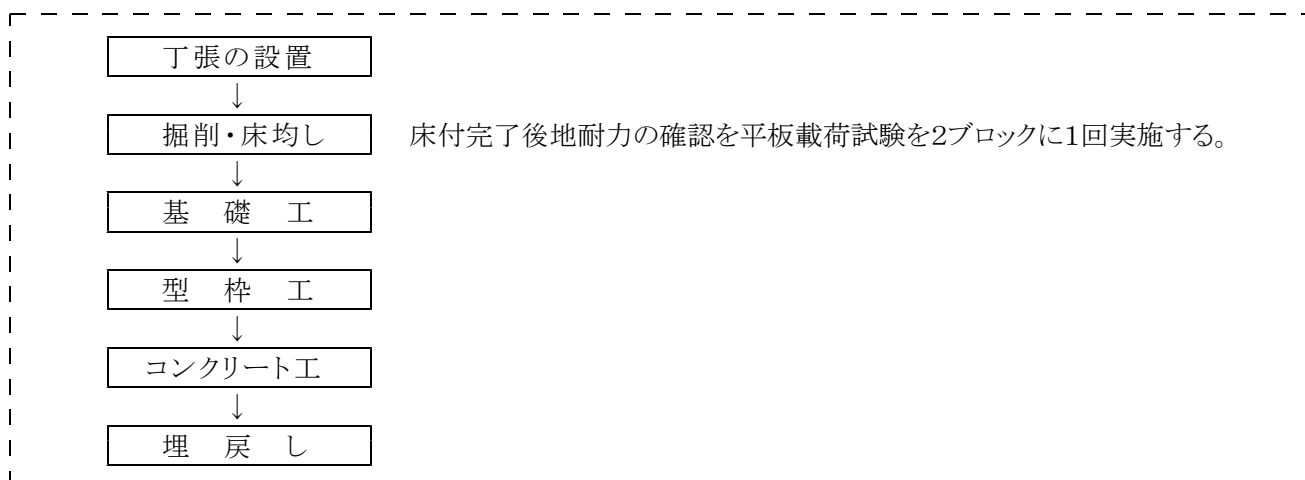 丁張の設置
↓
掘削・床均し 床付完了後地耐力の確認を平板載荷試験を2ブロックに1回実施する。
↓
基 礎 工
↓
型 枠 工
↓
コンクリート工
↓
埋 戻 し